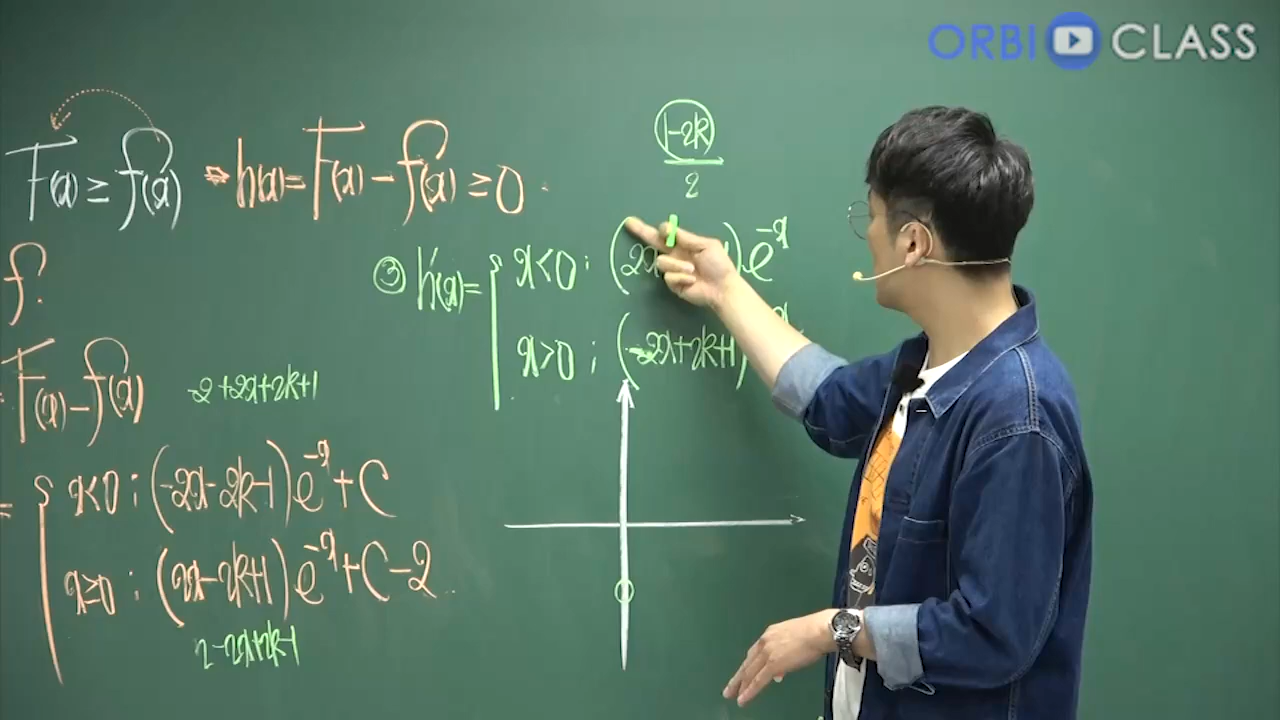 ORBI CLASS
F(x) ≥ f(x) ⇒ h(x) = F(x) - f(x) ≥ 0
1-2k
2
③ h'(x) = x<0 ; (2x )e^-x
x>0 ; (-2x+2k+1)
f.
F(x) - f(x)
-2+2x+2k+1
= x<0 ; (-2x-2k-1)e^-x + C
x≥0 ; (2x-2k+1)e^-x + C-2
2-2x+2k-1